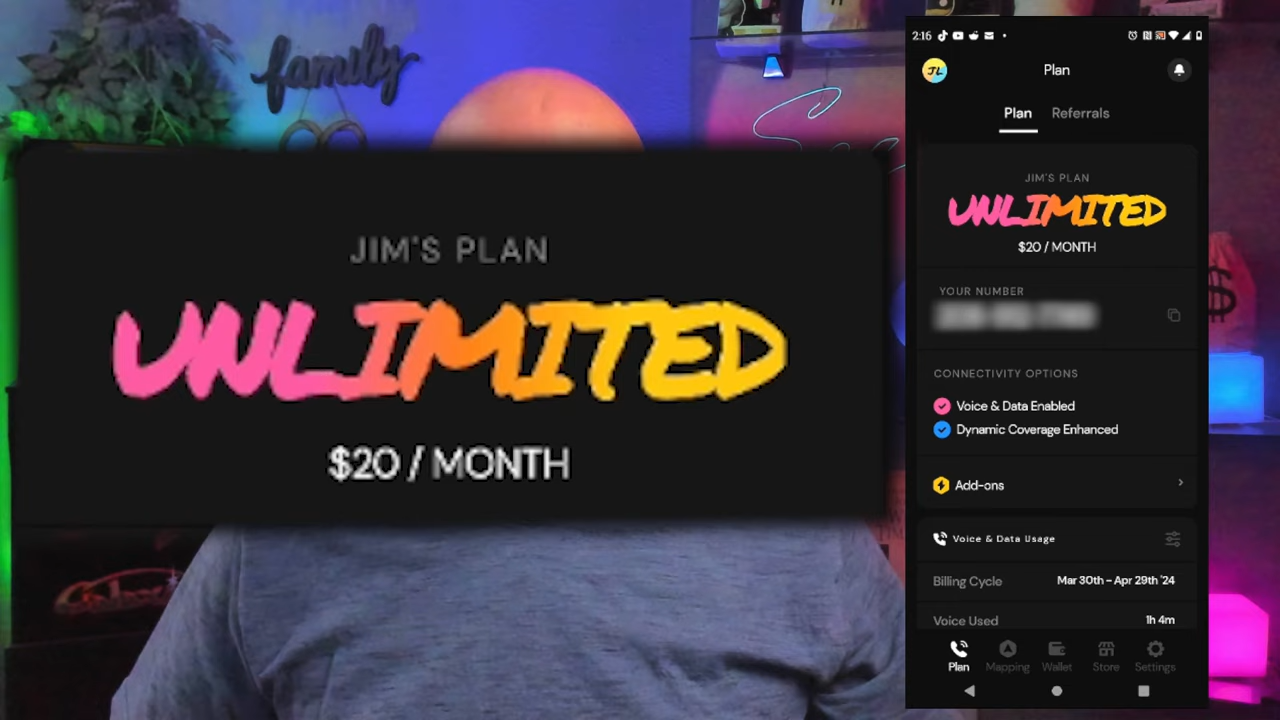 family
JIM'S PLAN
UNLIMITED
$20 / MONTH
2:16
JL
Plan
Plan Referrals
JIM'S PLAN
UNLIMITED
$20 / MONTH
YOUR NUMBER
CONNECTIVITY OPTIONS
Voice & Data Enabled
Dynamic Coverage Enhanced
Add-ons
Voice & Data Usage
Billing Cycle Mar 30th - Apr 29th '24
Voice Used 1h 4m
Plan Mapping Wallet Store Settings